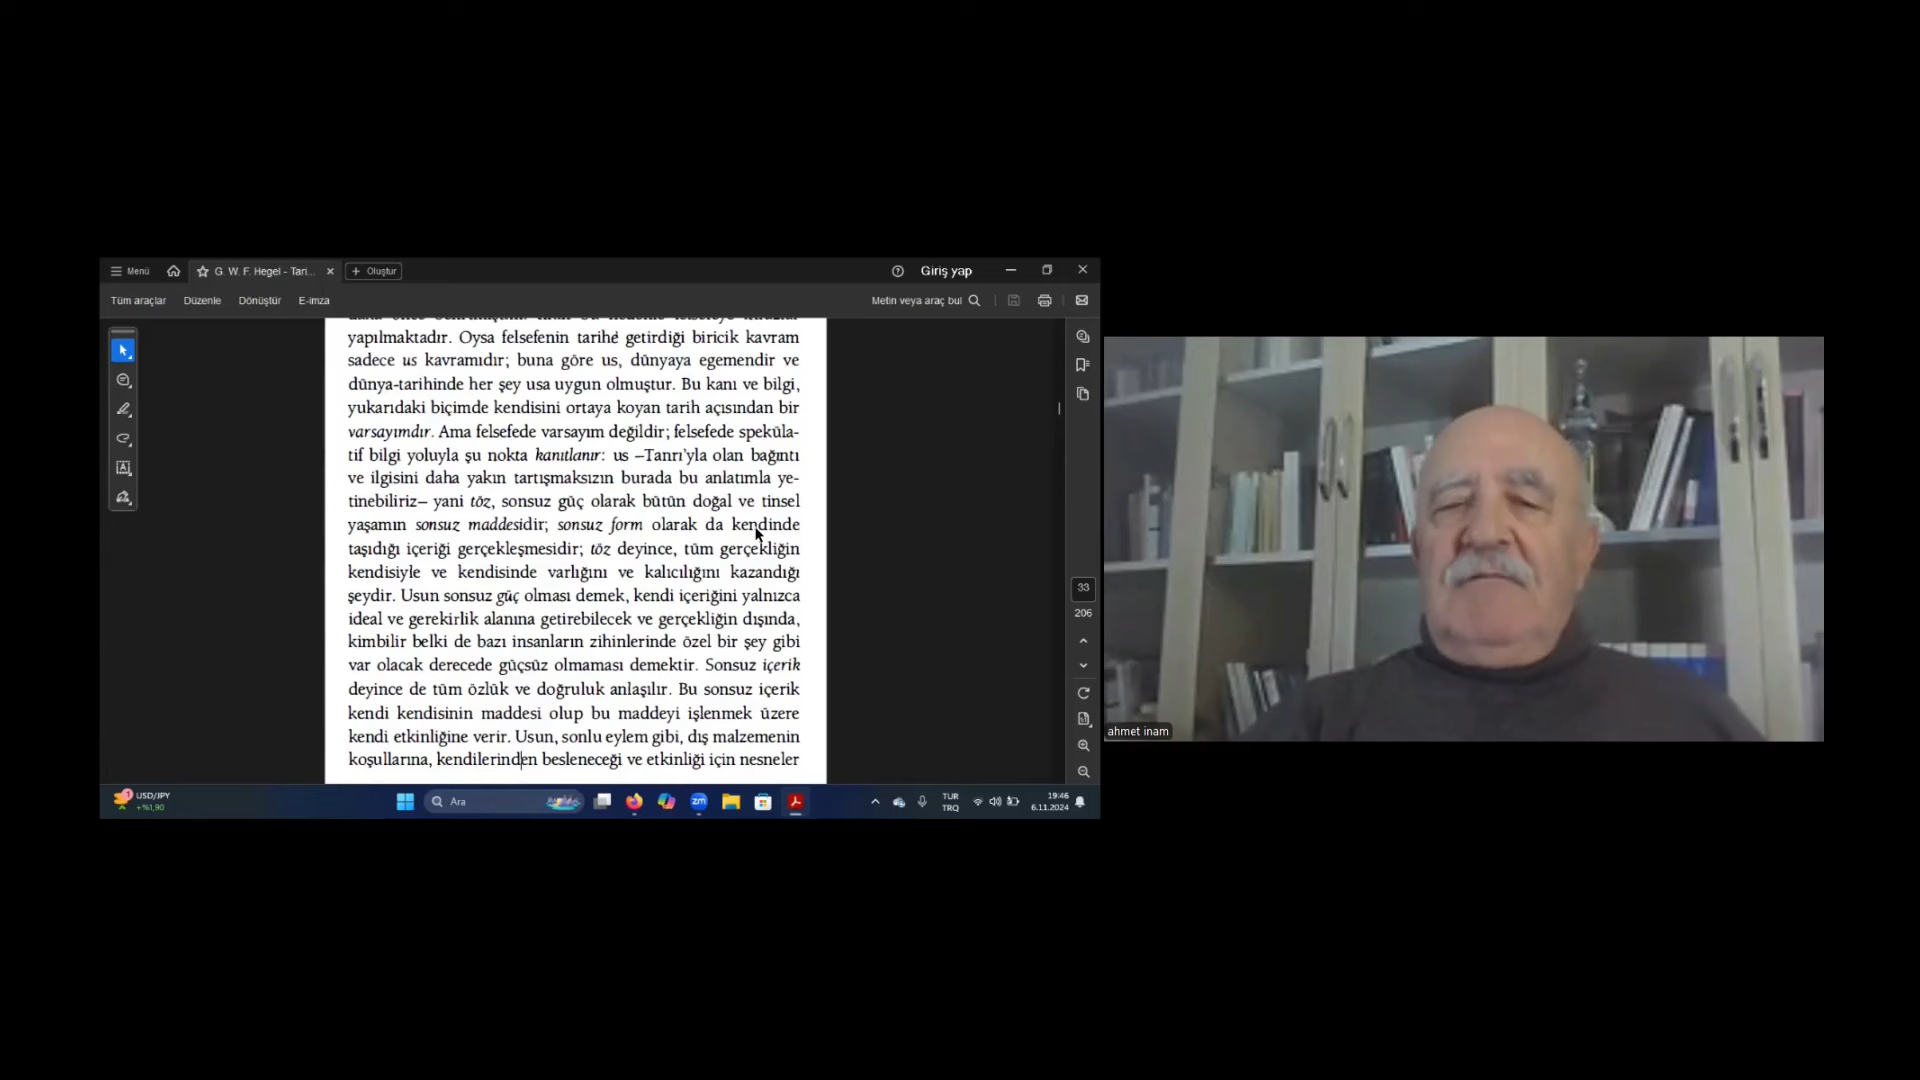 Menü
G. W. F. Hegel - Tari...
Oluştur
Giriş yap
Tüm araçlar
Düzenle
Dönüştür
E-imza
Metin veya araç bul
yapılmaktadır. Oysa felsefenin tarihe getirdiği biricik kavram
sadece us kavramıdır; buna göre us, dünyaya egemendir ve
dünya-tarihinde her şey usa uygun olmuştur. Bu kanı ve bilgi,
yukarıdaki biçimde kendisini ortaya koyan tarih açısından bir
varsayımdır. Ama felsefede varsayım değildir; felsefede spekûla-
tif bilgi yoluyla şu nokta kanıtlanır: us –Tanrı'yla olan bağıntı
ve ilgisini daha yakın tartışmaksızın burada bu anlatımla ye-
tinebiliriz– yani töz, sonsuz güç olarak bütün doğal ve tinsel
yaşamın sonsuz maddesidir; sonsuz form olarak da kendinde
taşıdığı içeriği gerçekleşmesidir; töz deyince, tüm gerçekliğin
kendisiyle ve kendisinde varlığını ve kalıcılığını kazandığı
şeydir. Usun sonsuz güç olması demek, kendi içeriğini yalnızca
ideal ve gerekirlik alanına getirebilecek ve gerçekliğin dışında,
kimbilir belki de bazı insanların zihinlerinde özel bir şey gibi
var olacak derecede güçsüz olmaması demektir. Sonsuz içerik
deyince de tüm özlük ve doğruluk anlaşılır. Bu sonsuz içerik
kendi kendisinin maddesi olup bu maddeyi işlenmek üzere
kendi etkinliğine verir. Usun, sonlu eylem gibi, dış malzemenin
koşullarına, kendilerinden besleneceği ve etkinliği için nesneler
33
206
ahmet inam
1
USD/JPY
+%1,90
Ara
zm
TUR
TRQ
19:46
6.11.2024